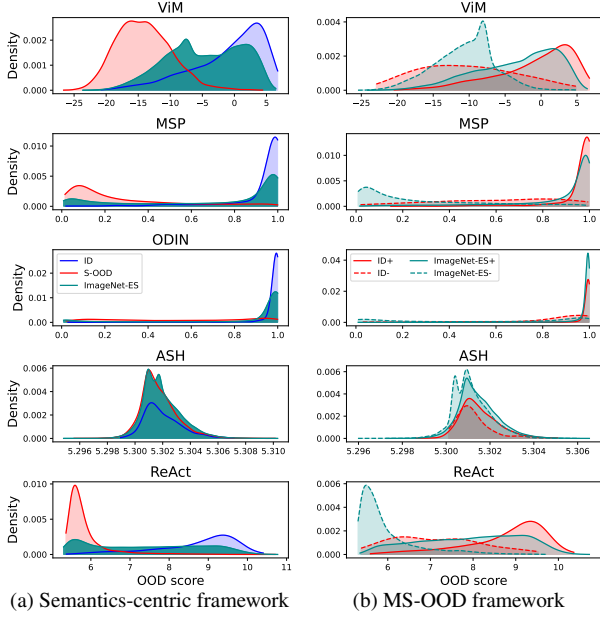 ViM ViM
Density
0.002
0.001
0.000
-25 -20 -15 -10 -5 0 5
0.004
0.002
0.000
-25 -20 -15 -10 -5 0 5
MSP MSP
Density
0.010
0.005
0.000
0.0 0.2 0.4 0.6 0.8 1.0
0.010
0.005
0.000
0.0 0.2 0.4 0.6 0.8 1.0
ODIN ODIN
Density
0.02
0.00
ID
S-OOD
ImageNet-ES
0.0 0.2 0.4 0.6 0.8 1.0
0.04
0.02
0.00
ID+ ImageNet-ES+
ID- ImageNet-ES-
0.0 0.2 0.4 0.6 0.8 1.0
ASH ASH
Density
0.006
0.004
0.002
0.000
5.296 5.298 5.300 5.302 5.304 5.306 5.308 5.310
0.006
0.004
0.002
0.000
5.296 5.298 5.300 5.302 5.304 5.306
ReAct ReAct
Density
0.010
0.005
0.000
6 7 8 9 10 11
0.006
0.004
0.002
0.000
6 7 8 9 10
OOD score OOD score
(a) Semantics-centric framework (b) MS-OOD framework